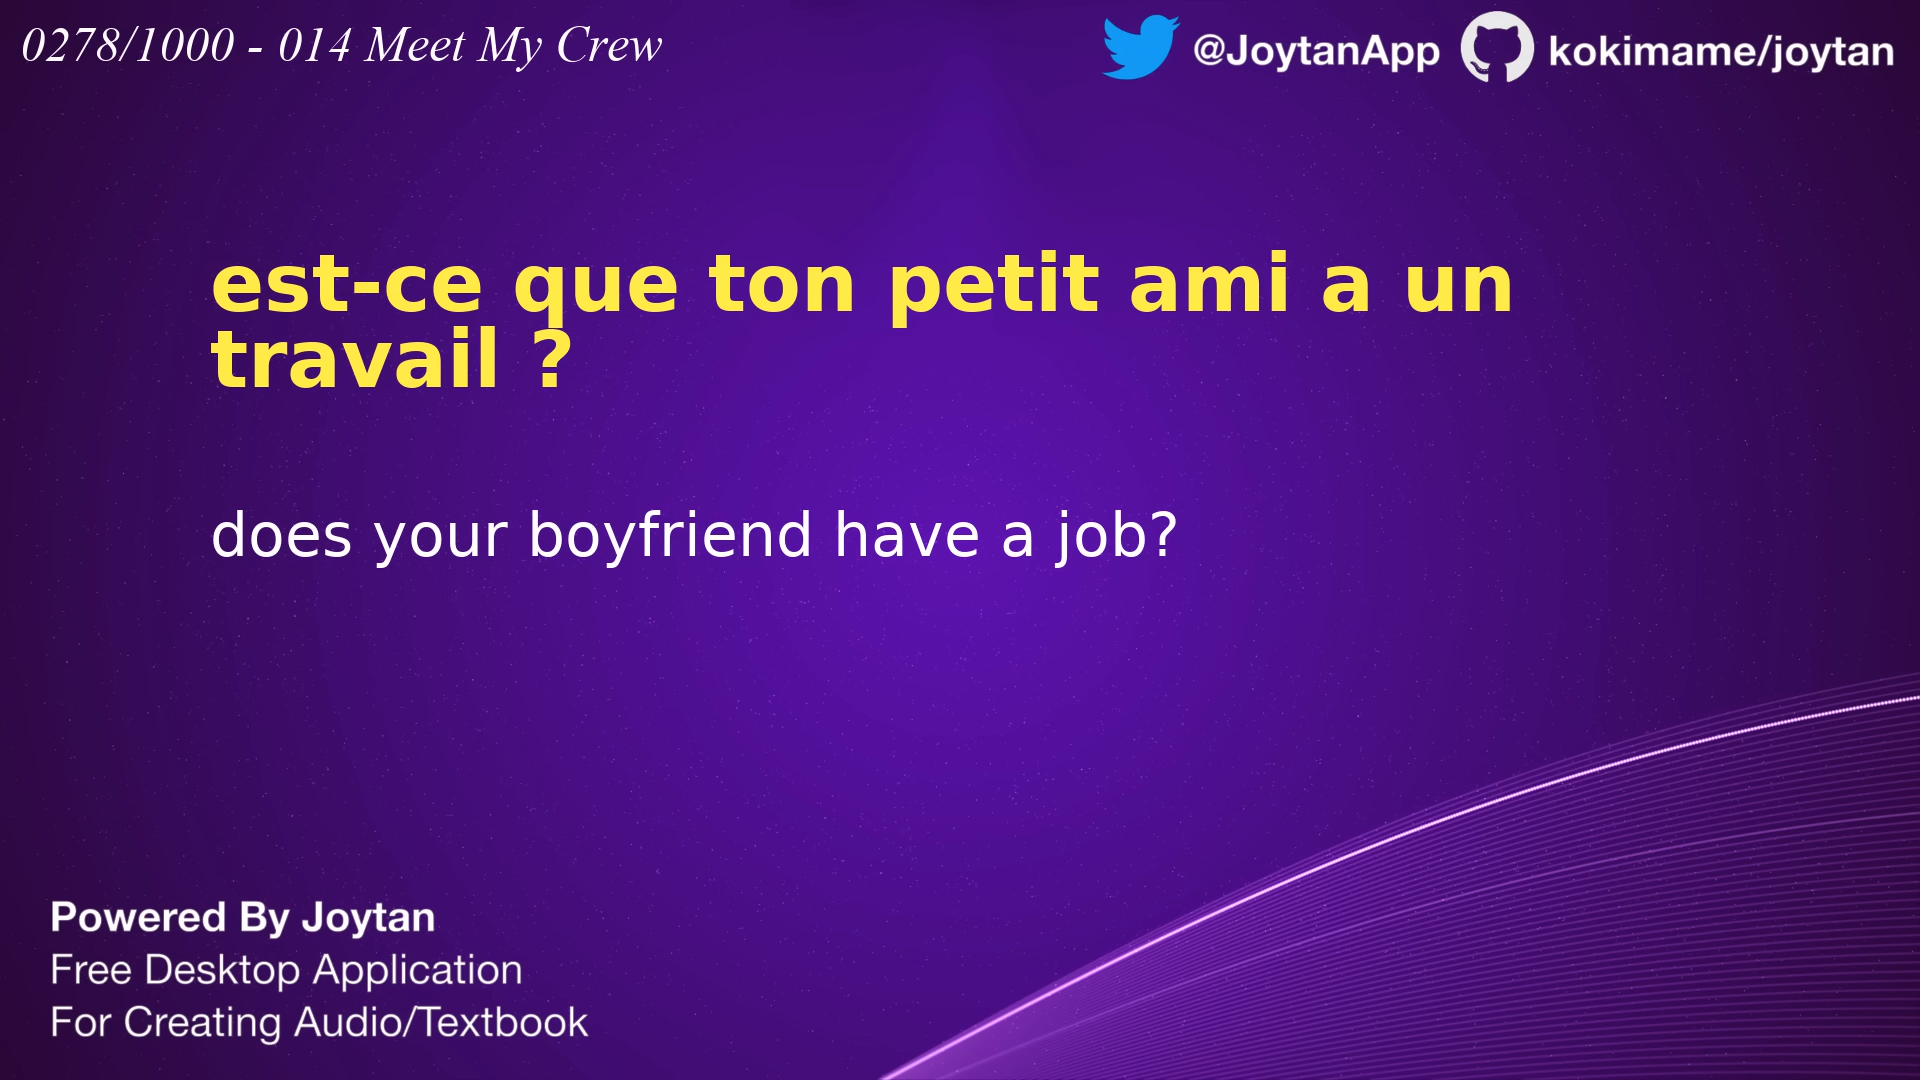 0278/1000 - 014 Meet My Crew
@JoytanApp
kokimame/joytan
est-ce que ton petit ami a un
travail ?
does your boyfriend have a job?
Powered By Joytan
Free Desktop Application
For Creating Audio/Textbook